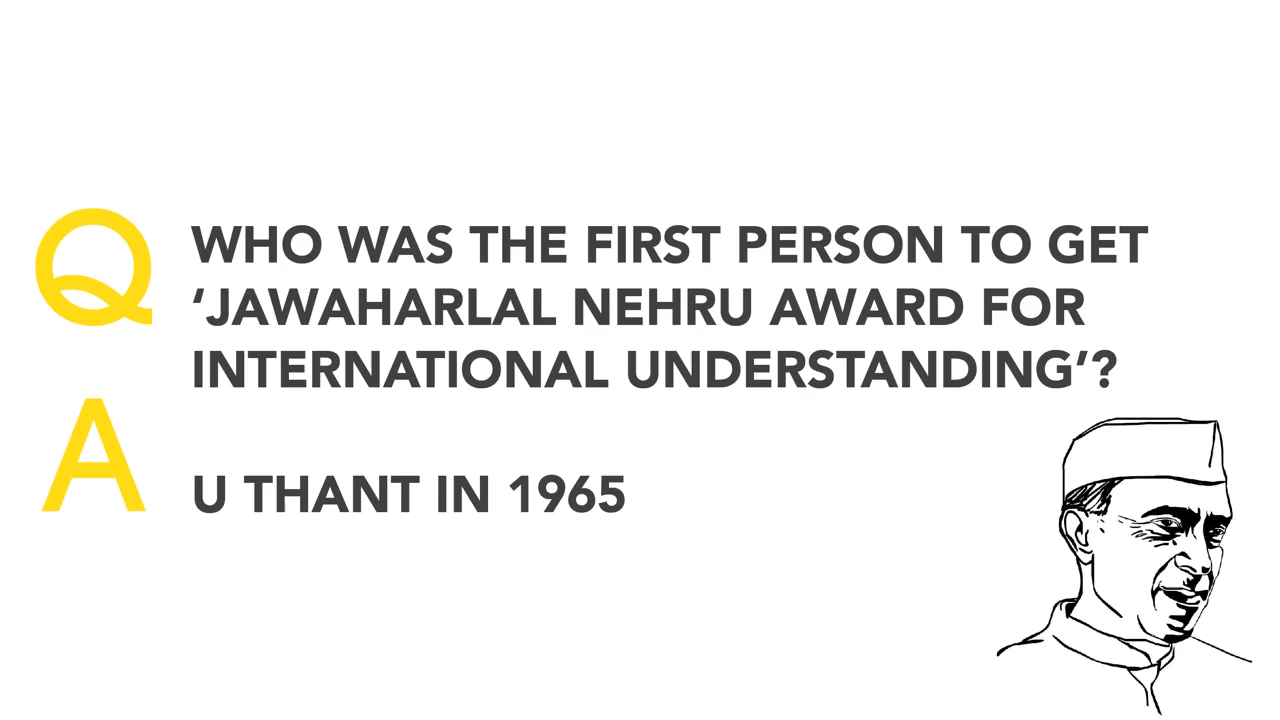 Q WHO WAS THE FIRST PERSON TO GET
‘JAWAHARLAL NEHRU AWARD FOR
INTERNATIONAL UNDERSTANDING’?
A U THANT IN 1965